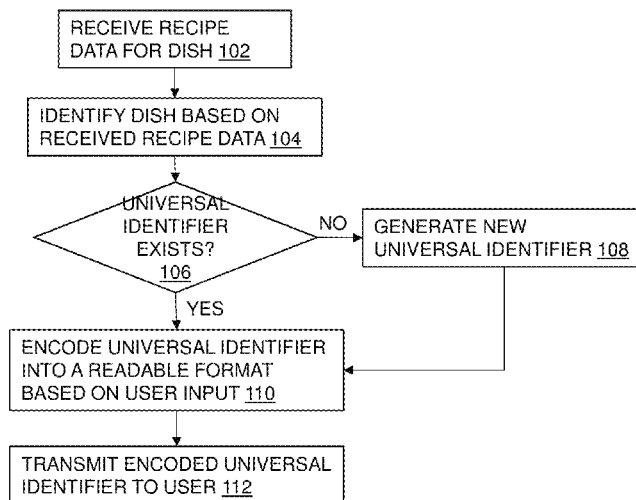 RECEIVE RECIPE
DATA FOR DISH 102
IDENTIFY DISH BASED ON
RECEIVED RECIPE DATA 104
UNIVERSAL
IDENTIFIER
EXISTS?
106
NO
GENERATE NEW
UNIVERSAL IDENTIFIER 108
YES
ENCODE UNIVERSAL IDENTIFIER
INTO A READABLE FORMAT
BASED ON USER INPUT 110
TRANSMIT ENCODED UNIVERSAL
IDENTIFIER TO USER 112